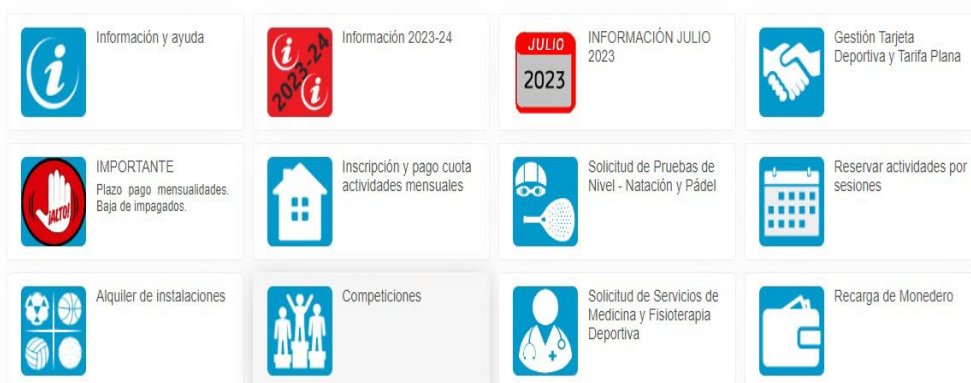 Información y ayuda
i
Información 2023-24
i
2023-24
i
INFORMACIÓN JULIO
2023
JULIO
2023
Gestión Tarjeta
Deportiva y Tarifa Plana
IMPORTANTE
Plazo pago mensualidades.
Baja de impagados.
¡ALTO!
Inscripción y pago cuota
actividades mensuales
Solicitud de Pruebas de
Nivel - Natación y Pádel
Reservar actividades por
sesiones
Alquiler de instalaciones
Competiciones
Solicitud de Servicios de
Medicina y Fisioterapia
Deportiva
Recarga de Monedero